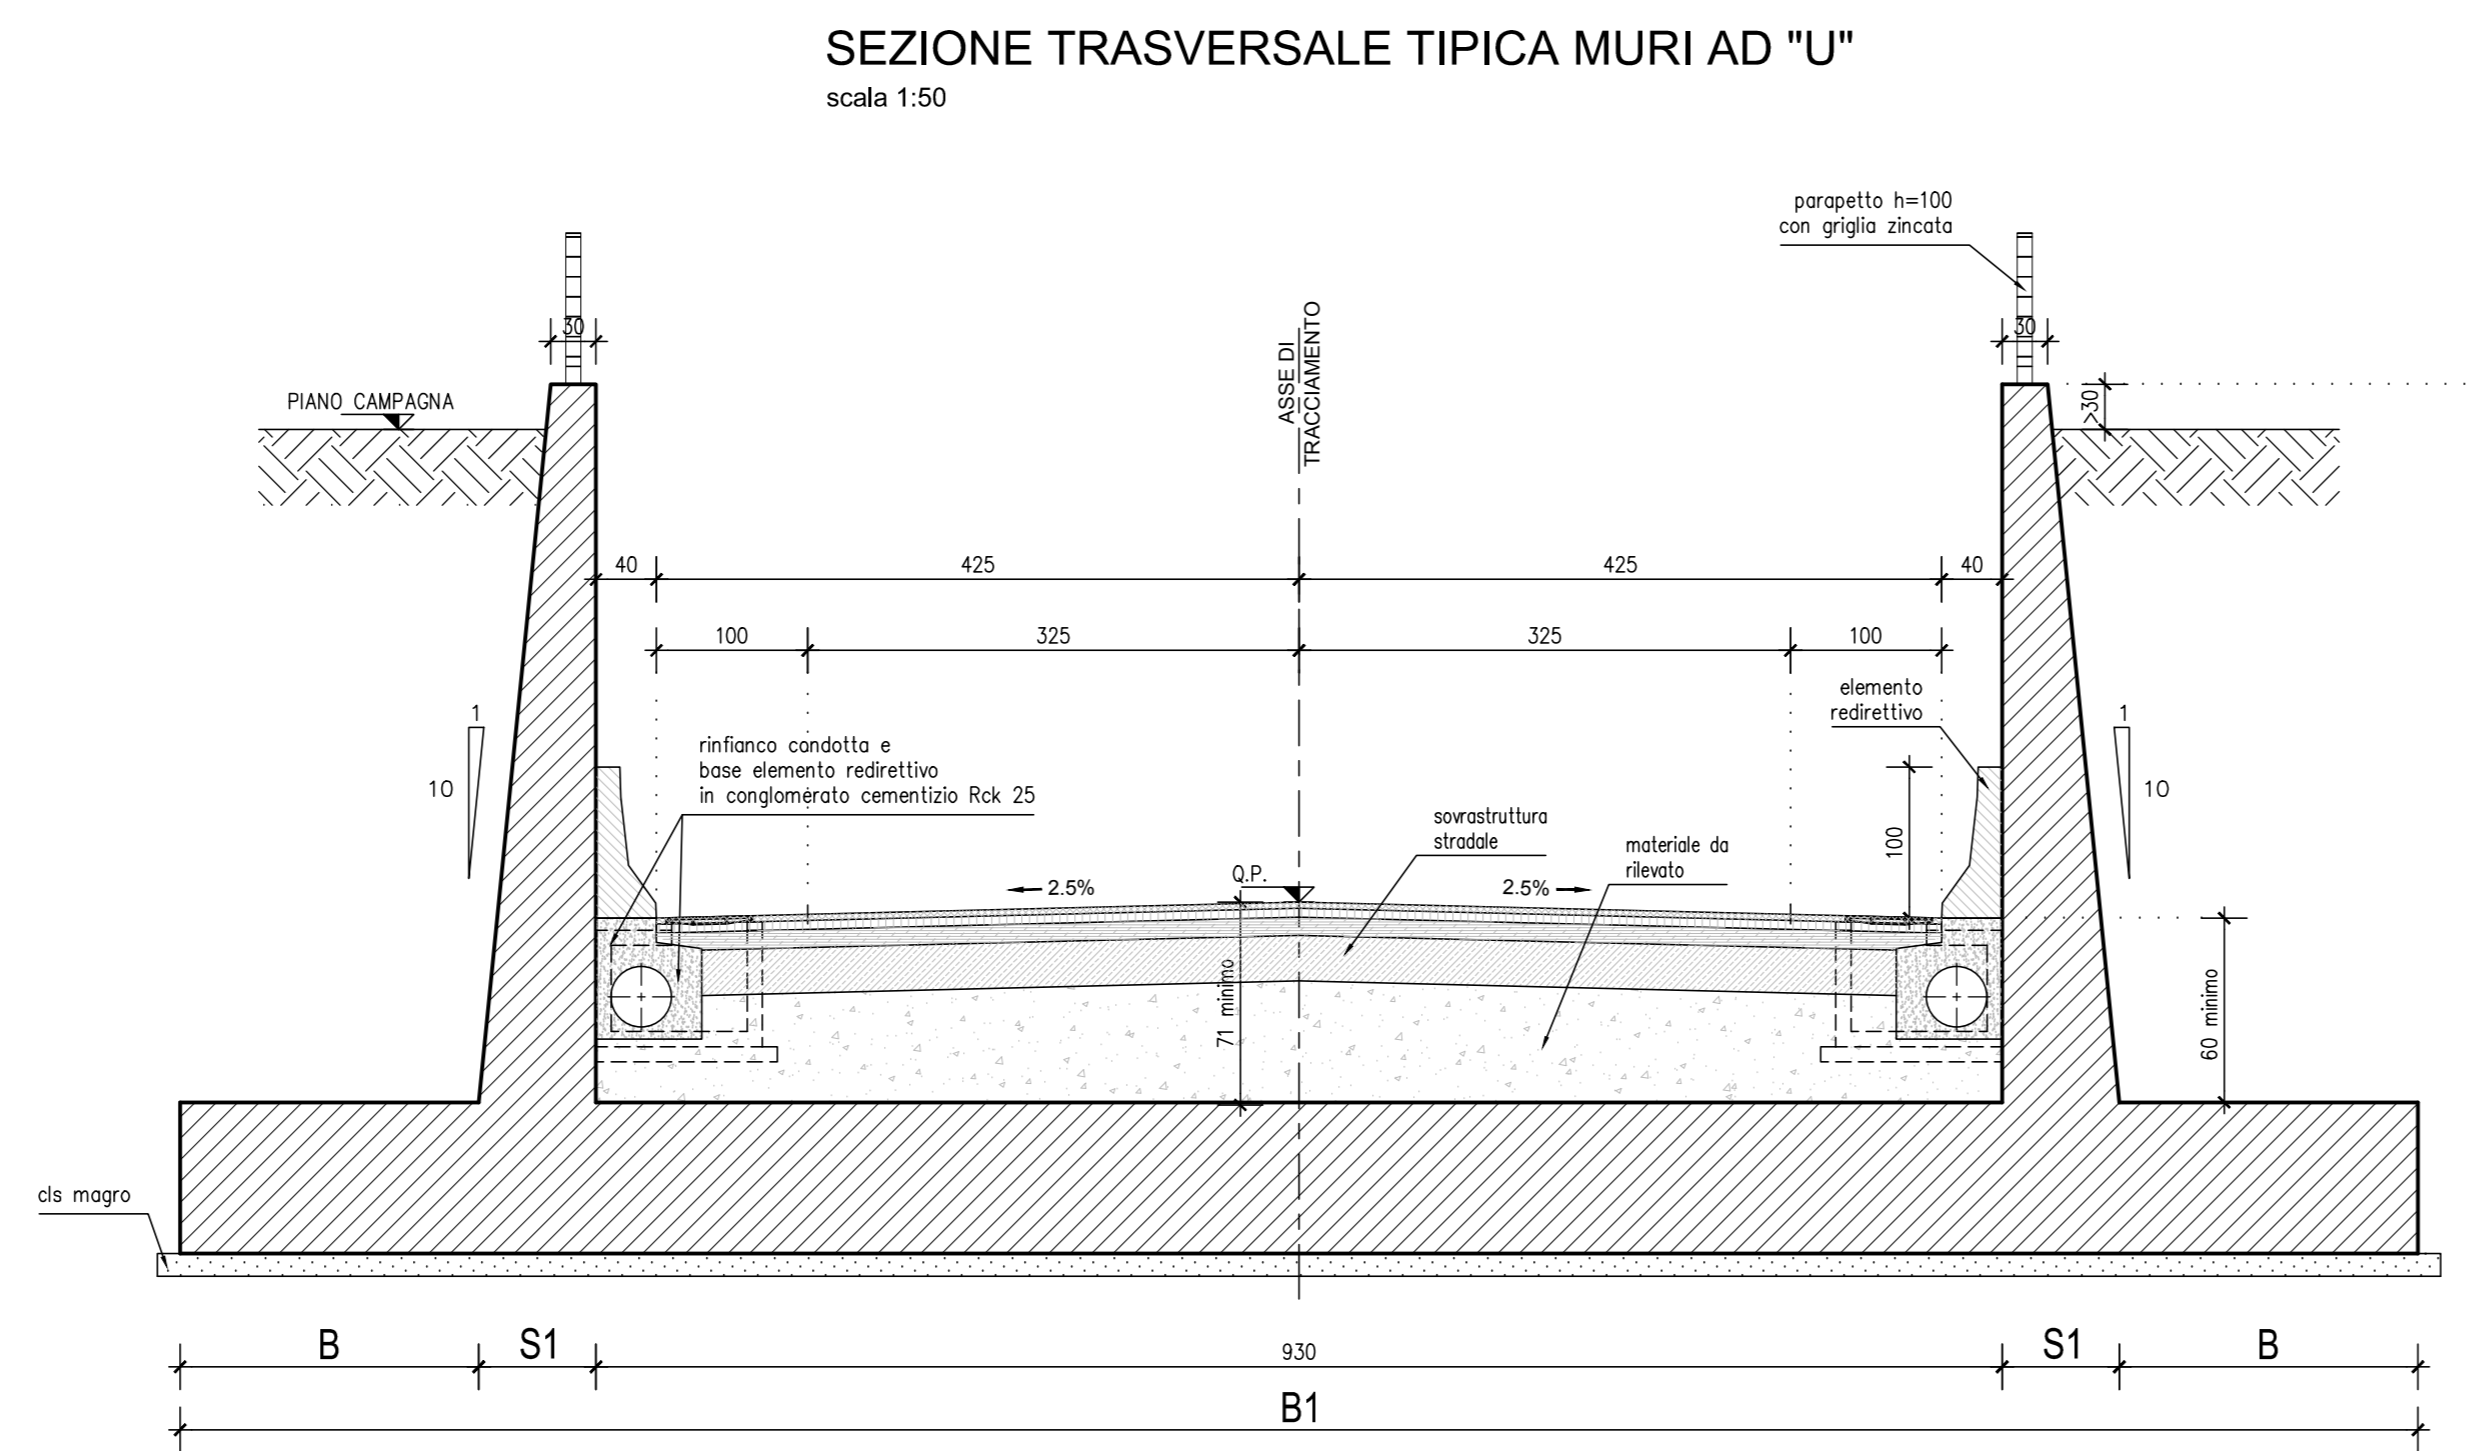 SEZIONE TRASVERSALE TIPICA MURI AD "U"
scala 1:50
parapetto h=100
con griglia zincata
30
30
ASSE DI
TRACCIAMENTO
PIANO CAMPAGNA
>30
40
425
425
40
100
325
325
100
elemento
redirettivo
1
10
1
10
rinfianco condotta e
base elemento redirettivo
in conglomerato cementizio Rck 25
100
sovrastruttura
stradale
materiale da
rilevato
2.5%
Q.P.
2.5%
71 minimo
60 minimo
cls magro
B
S1
930
S1
B
B1